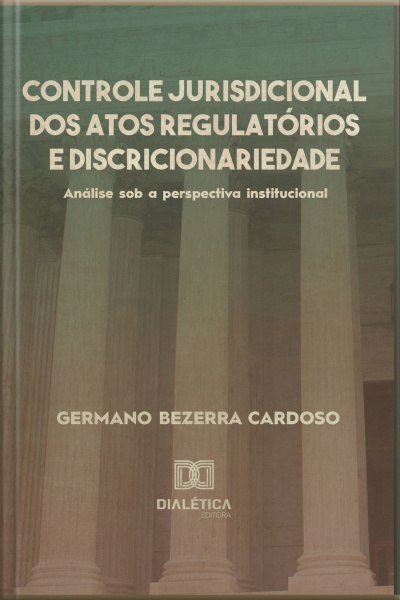 CONTROLE JURISDICIONAL
DOS ATOS REGULATÓRIOS
E DISCRICIONARIEDADE
Análise sob a perspectiva institucional
GERMANO BEZERRA CARDOSO
DIALÉTICA
EDITORA